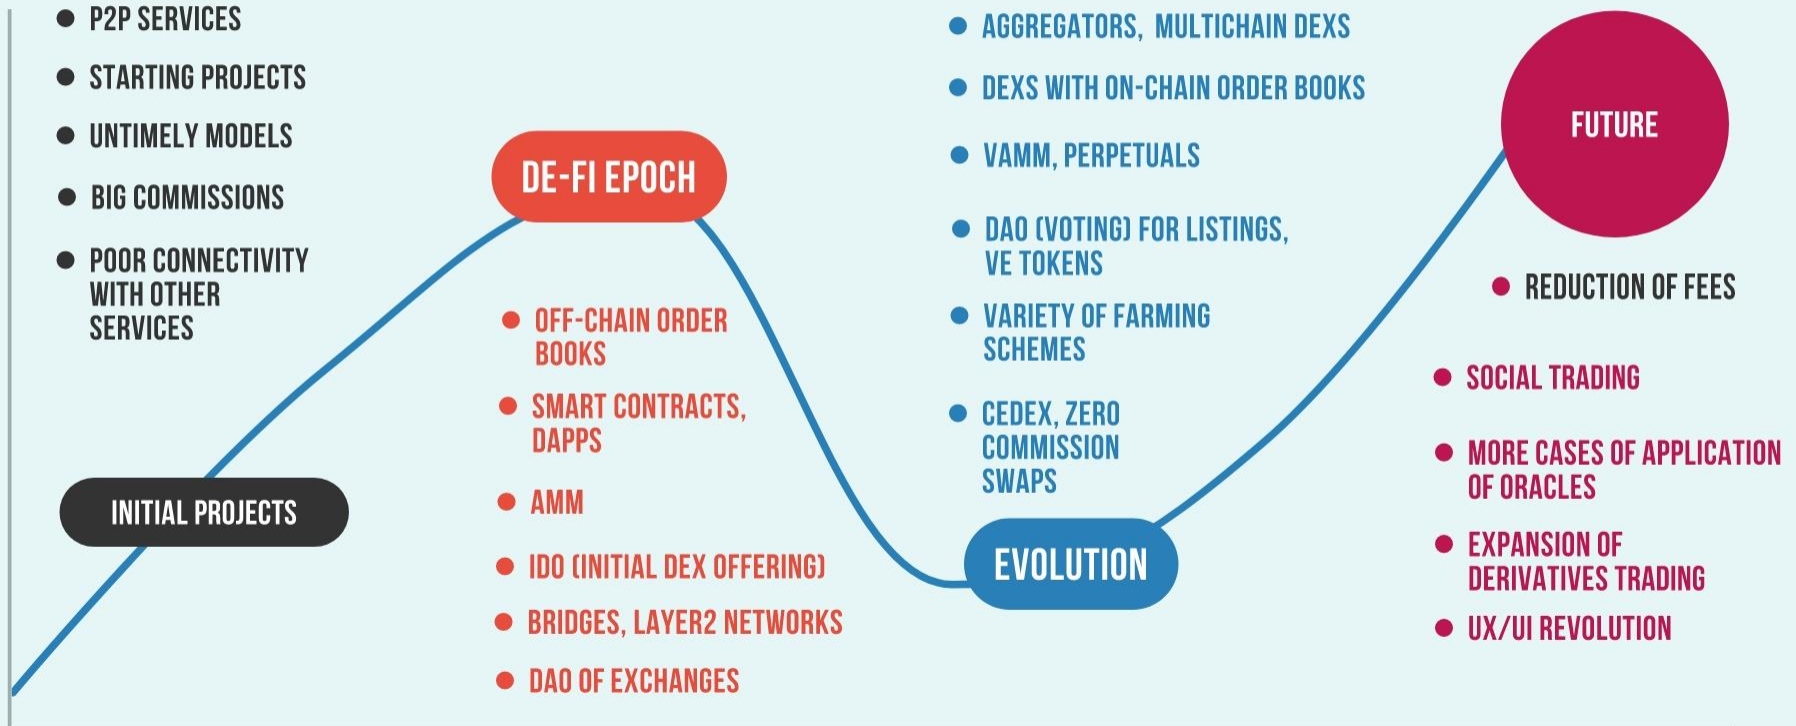 P2P SERVICES
STARTING PROJECTS
UNTIMELY MODELS
BIG COMMISSIONS
POOR CONNECTIVITY
WITH OTHER
SERVICES
INITIAL PROJECTS
DE-FI EPOCH
OFF-CHAIN ORDER
BOOKS
SMART CONTRACTS,
DAPPS
AMM
IDO (INITIAL DEX OFFERING)
BRIDGES, LAYER2 NETWORKS
DAO OF EXCHANGES
AGGREGATORS, MULTICHAIN DEXS
DEXS WITH ON-CHAIN ORDER BOOKS
VAMM, PERPETUALS
DAO (VOTING) FOR LISTINGS,
VE TOKENS
VARIETY OF FARMING
SCHEMES
CEDEX, ZERO
COMMISSION
SWAPS
EVOLUTION
FUTURE
REDUCTION OF FEES
SOCIAL TRADING
MORE CASES OF APPLICATION
OF ORACLES
EXPANSION OF
DERIVATIVES TRADING
UX/UI REVOLUTION